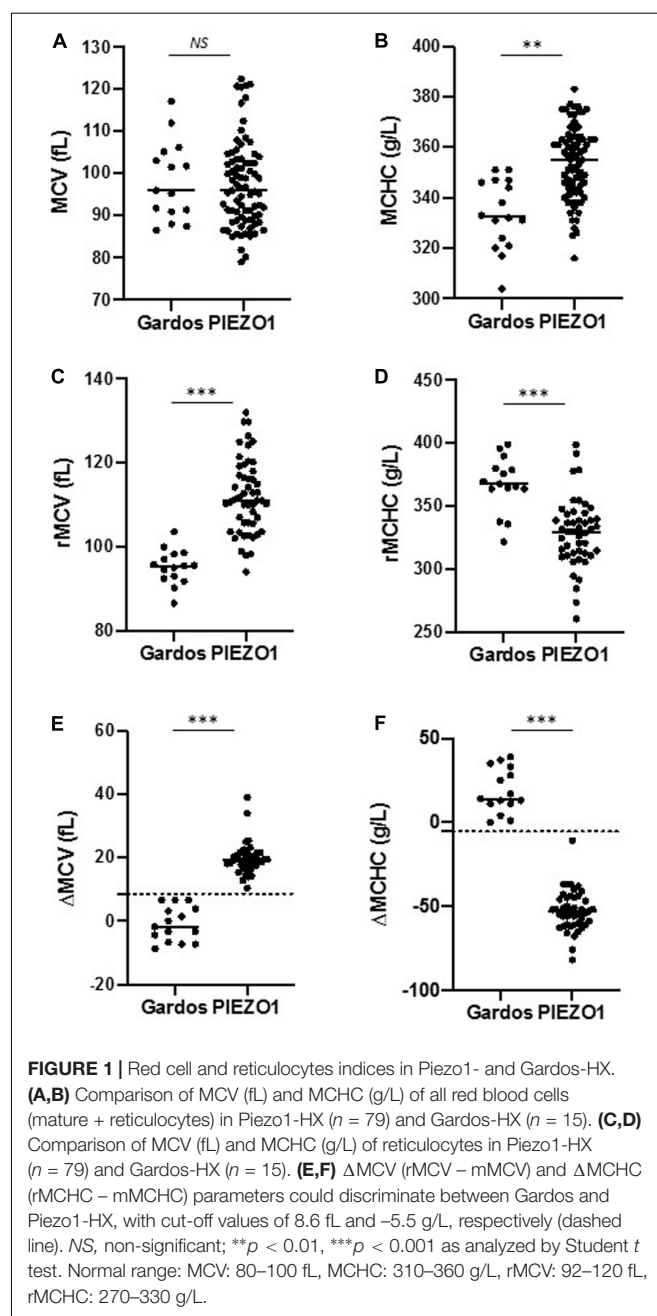 A
B
NS
**
MCV (fL)
130
120
110
100
90
80
70
Gardos PIEZO1
MCHC (g/L)
400
380
360
340
320
300
Gardos PIEZO1
C
D
***
***
rMCV (fL)
140
120
100
80
Gardos PIEZO1
rMCHC (g/L)
450
400
350
300
250
Gardos PIEZO1
E
F
***
***
ΔMCV (fL)
60
40
20
0
-20
Gardos PIEZO1
ΔMCHC (g/L)
50
0
-50
-100
Gardos PIEZO1
FIGURE 1 | Red cell and reticulocytes indices in Piezo1- and Gardos-HX.
(A,B) Comparison of MCV (fL) and MCHC (g/L) of all red blood cells
(mature + reticulocytes) in Piezo1-HX (n = 79) and Gardos-HX (n = 15). (C,D)
Comparison of MCV (fL) and MCHC (g/L) of reticulocytes in Piezo1-HX
(n = 79) and Gardos-HX (n = 15). (E,F) ΔMCV (rMCV – mMCV) and ΔMCHC
(rMCHC – mMCHC) parameters could discriminate between Gardos and
Piezo1-HX, with cut-off values of 8.6 fL and –5.5 g/L, respectively (dashed
line). NS, non-significant; **p < 0.01, ***p < 0.001 as analyzed by Student t
test. Normal range: MCV: 80–100 fL, MCHC: 310–360 g/L, rMCV: 92–120 fL,
rMCHC: 270–330 g/L.